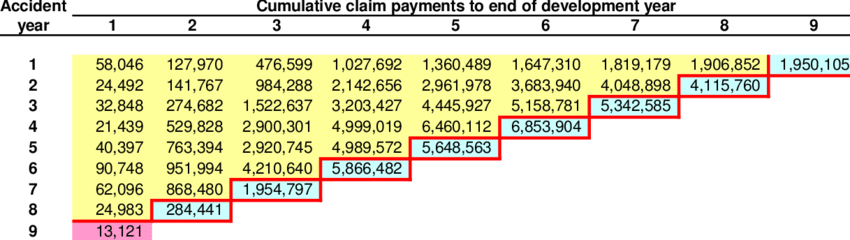 Accident Cumulative claim payments to end of development year
year 1 2 3 4 5 6 7 8 9
1 58,046 127,970 476,599 1,027,692 1,360,489 1,647,310 1,819,179 1,906,852 1,950,105
2 24,492 141,767 984,288 2,142,656 2,961,978 3,683,940 4,048,898 4,115,760
3 32,848 274,682 1,522,637 3,203,427 4,445,927 5,158,781 5,342,585
4 21,439 529,828 2,900,301 4,999,019 6,460,112 6,853,904
5 40,397 763,394 2,920,745 4,989,572 5,648,563
6 90,748 951,994 4,210,640 5,866,482
7 62,096 868,480 1,954,797
8 24,983 284,441
9 13,121